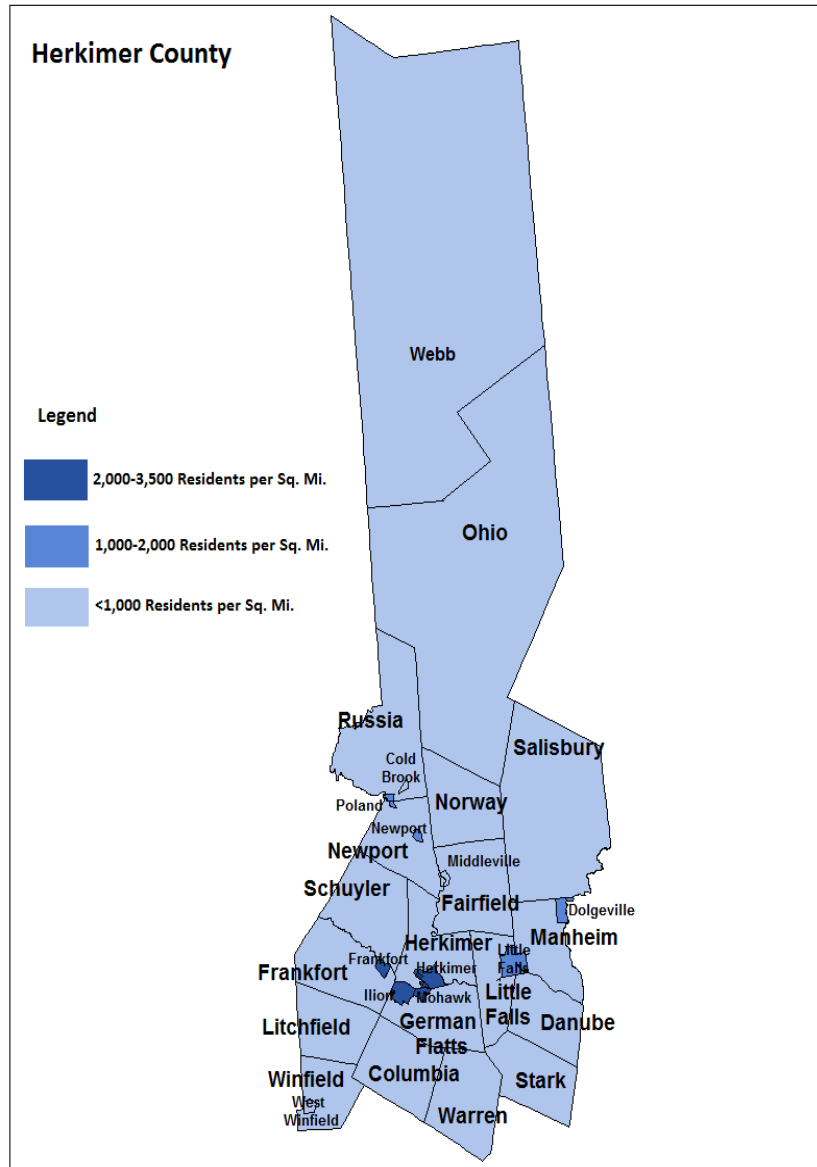 Herkimer County
Webb
Legend
2,000-3,500 Residents per Sq. Mi.
1,000-2,000 Residents per Sq. Mi.
<1,000 Residents per Sq. Mi.
Ohio
Russia
Salisbury
Cold
Brook
Poland
Norway
Newport
Newport
Middleville
Schuyler
Fairfield
Dolgeville
Manheim
Herkimer
Little
Falls
Frankfort
Frankfort
Herkimer
Ilion
Mohawk
Little
Falls
German
Flatts
Danube
Litchfield
Winfield
Columbia
Stark
West
Winfield
Warren